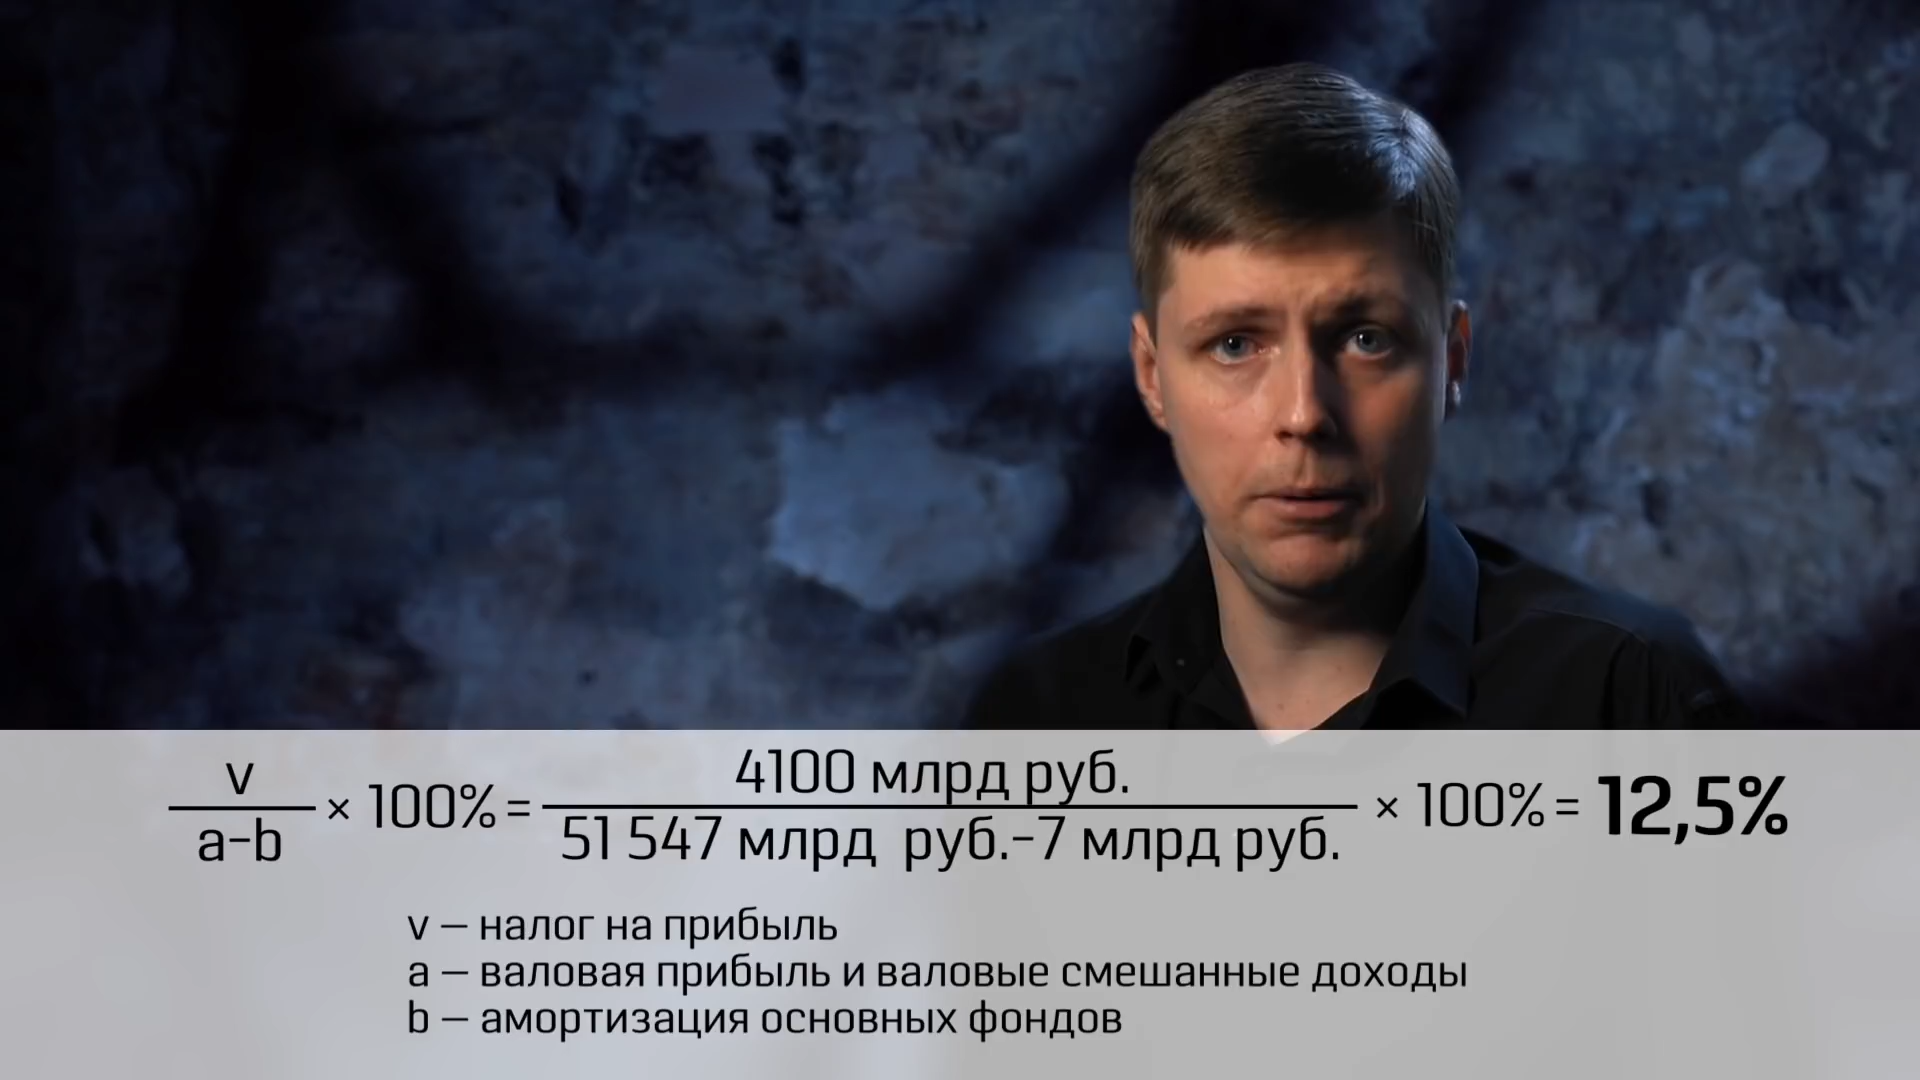 v / a–b × 100% = 4100 млрд руб. / 51 547 млрд руб.–7 млрд руб. × 100% = 12,5%
v – налог на прибыль
a – валовая прибыль и валовые смешанные доходы
b – амортизация основных фондов